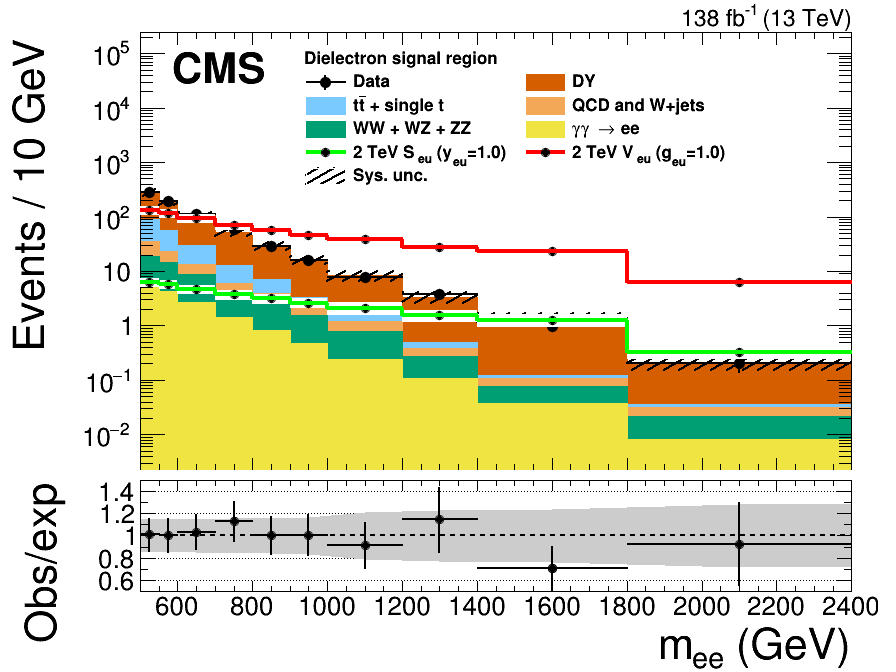 138 fb⁻¹ (13 TeV)
CMS
Dielectron signal region
Data
DY
tt̄ + single t
QCD and W+jets
WW + WZ + ZZ
γγ → ee
2 TeV S_eu (y_eu=1.0)
2 TeV V_eu (g_eu=1.0)
Sys. unc.
Events / 10 GeV
10⁵
10⁴
10³
10²
10
1
10⁻¹
10⁻²
Obs/exp
1.4
1.2
1
0.8
0.6
600 800 1000 1200 1400 1600 1800 2000 2200 2400
m_ee (GeV)